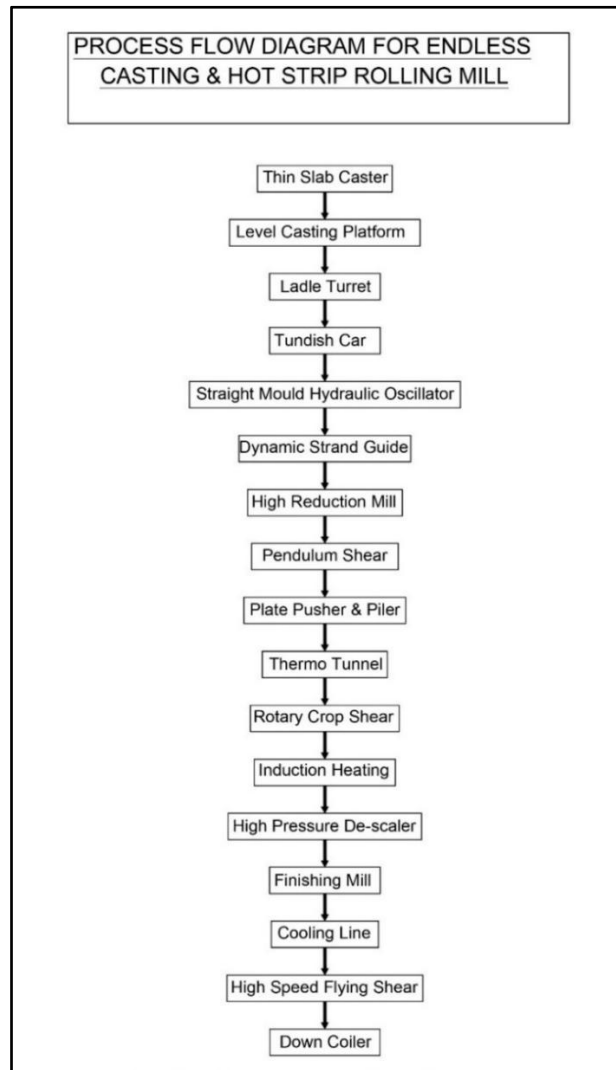 PROCESS FLOW DIAGRAM FOR ENDLESS
CASTING & HOT STRIP ROLLING MILL
Thin Slab Caster
Level Casting Platform
Ladle Turret
Tundish Car
Straight Mould Hydraulic Oscillator
Dynamic Strand Guide
High Reduction Mill
Pendulum Shear
Plate Pusher & Piler
Thermo Tunnel
Rotary Crop Shear
Induction Heating
High Pressure De-scaler
Finishing Mill
Cooling Line
High Speed Flying Shear
Down Coiler